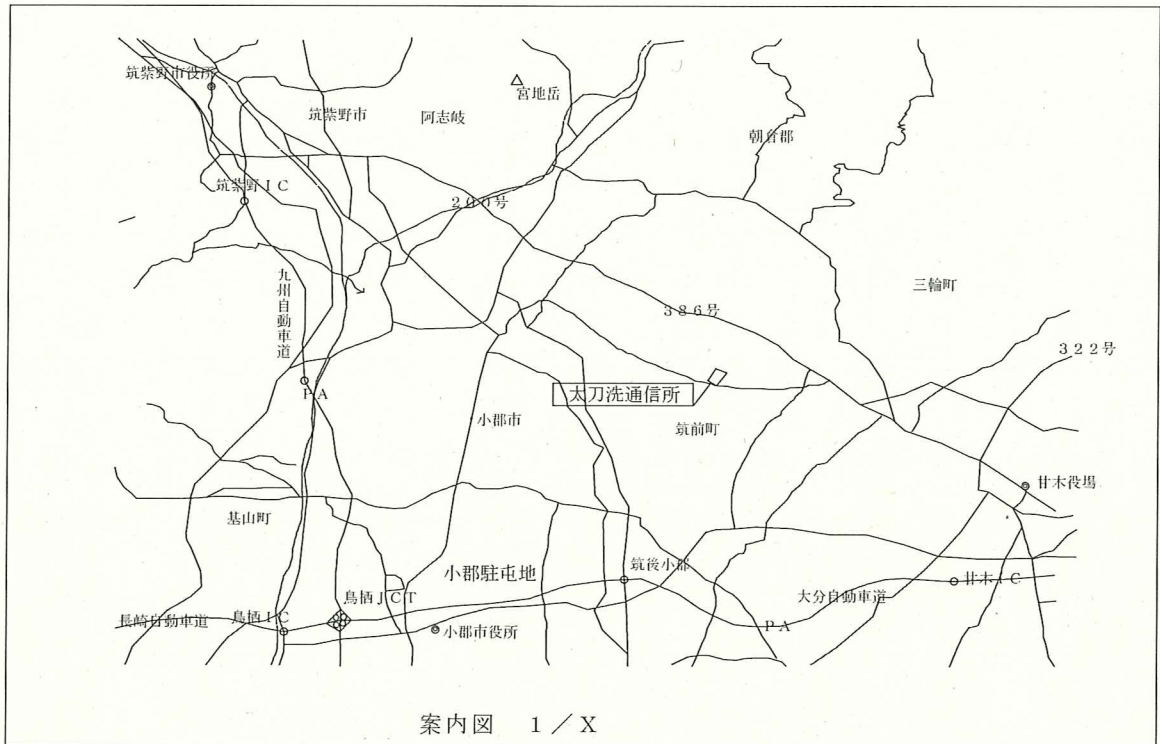 筑紫野市役所
宮地岳
筑紫野市
阿志岐
朝倉郡
筑紫野IC
200号
九州自動車道
三輪町
386号
322号
PA
太刀洗通信所
小郡市
筑前町
甘木役場
基山町
小郡駐屯地
筑後小郡
甘木IC
鳥栖JCT
大分自動車道
長崎自動車道
鳥栖IC
小郡市役所
PA
案内図 1/X